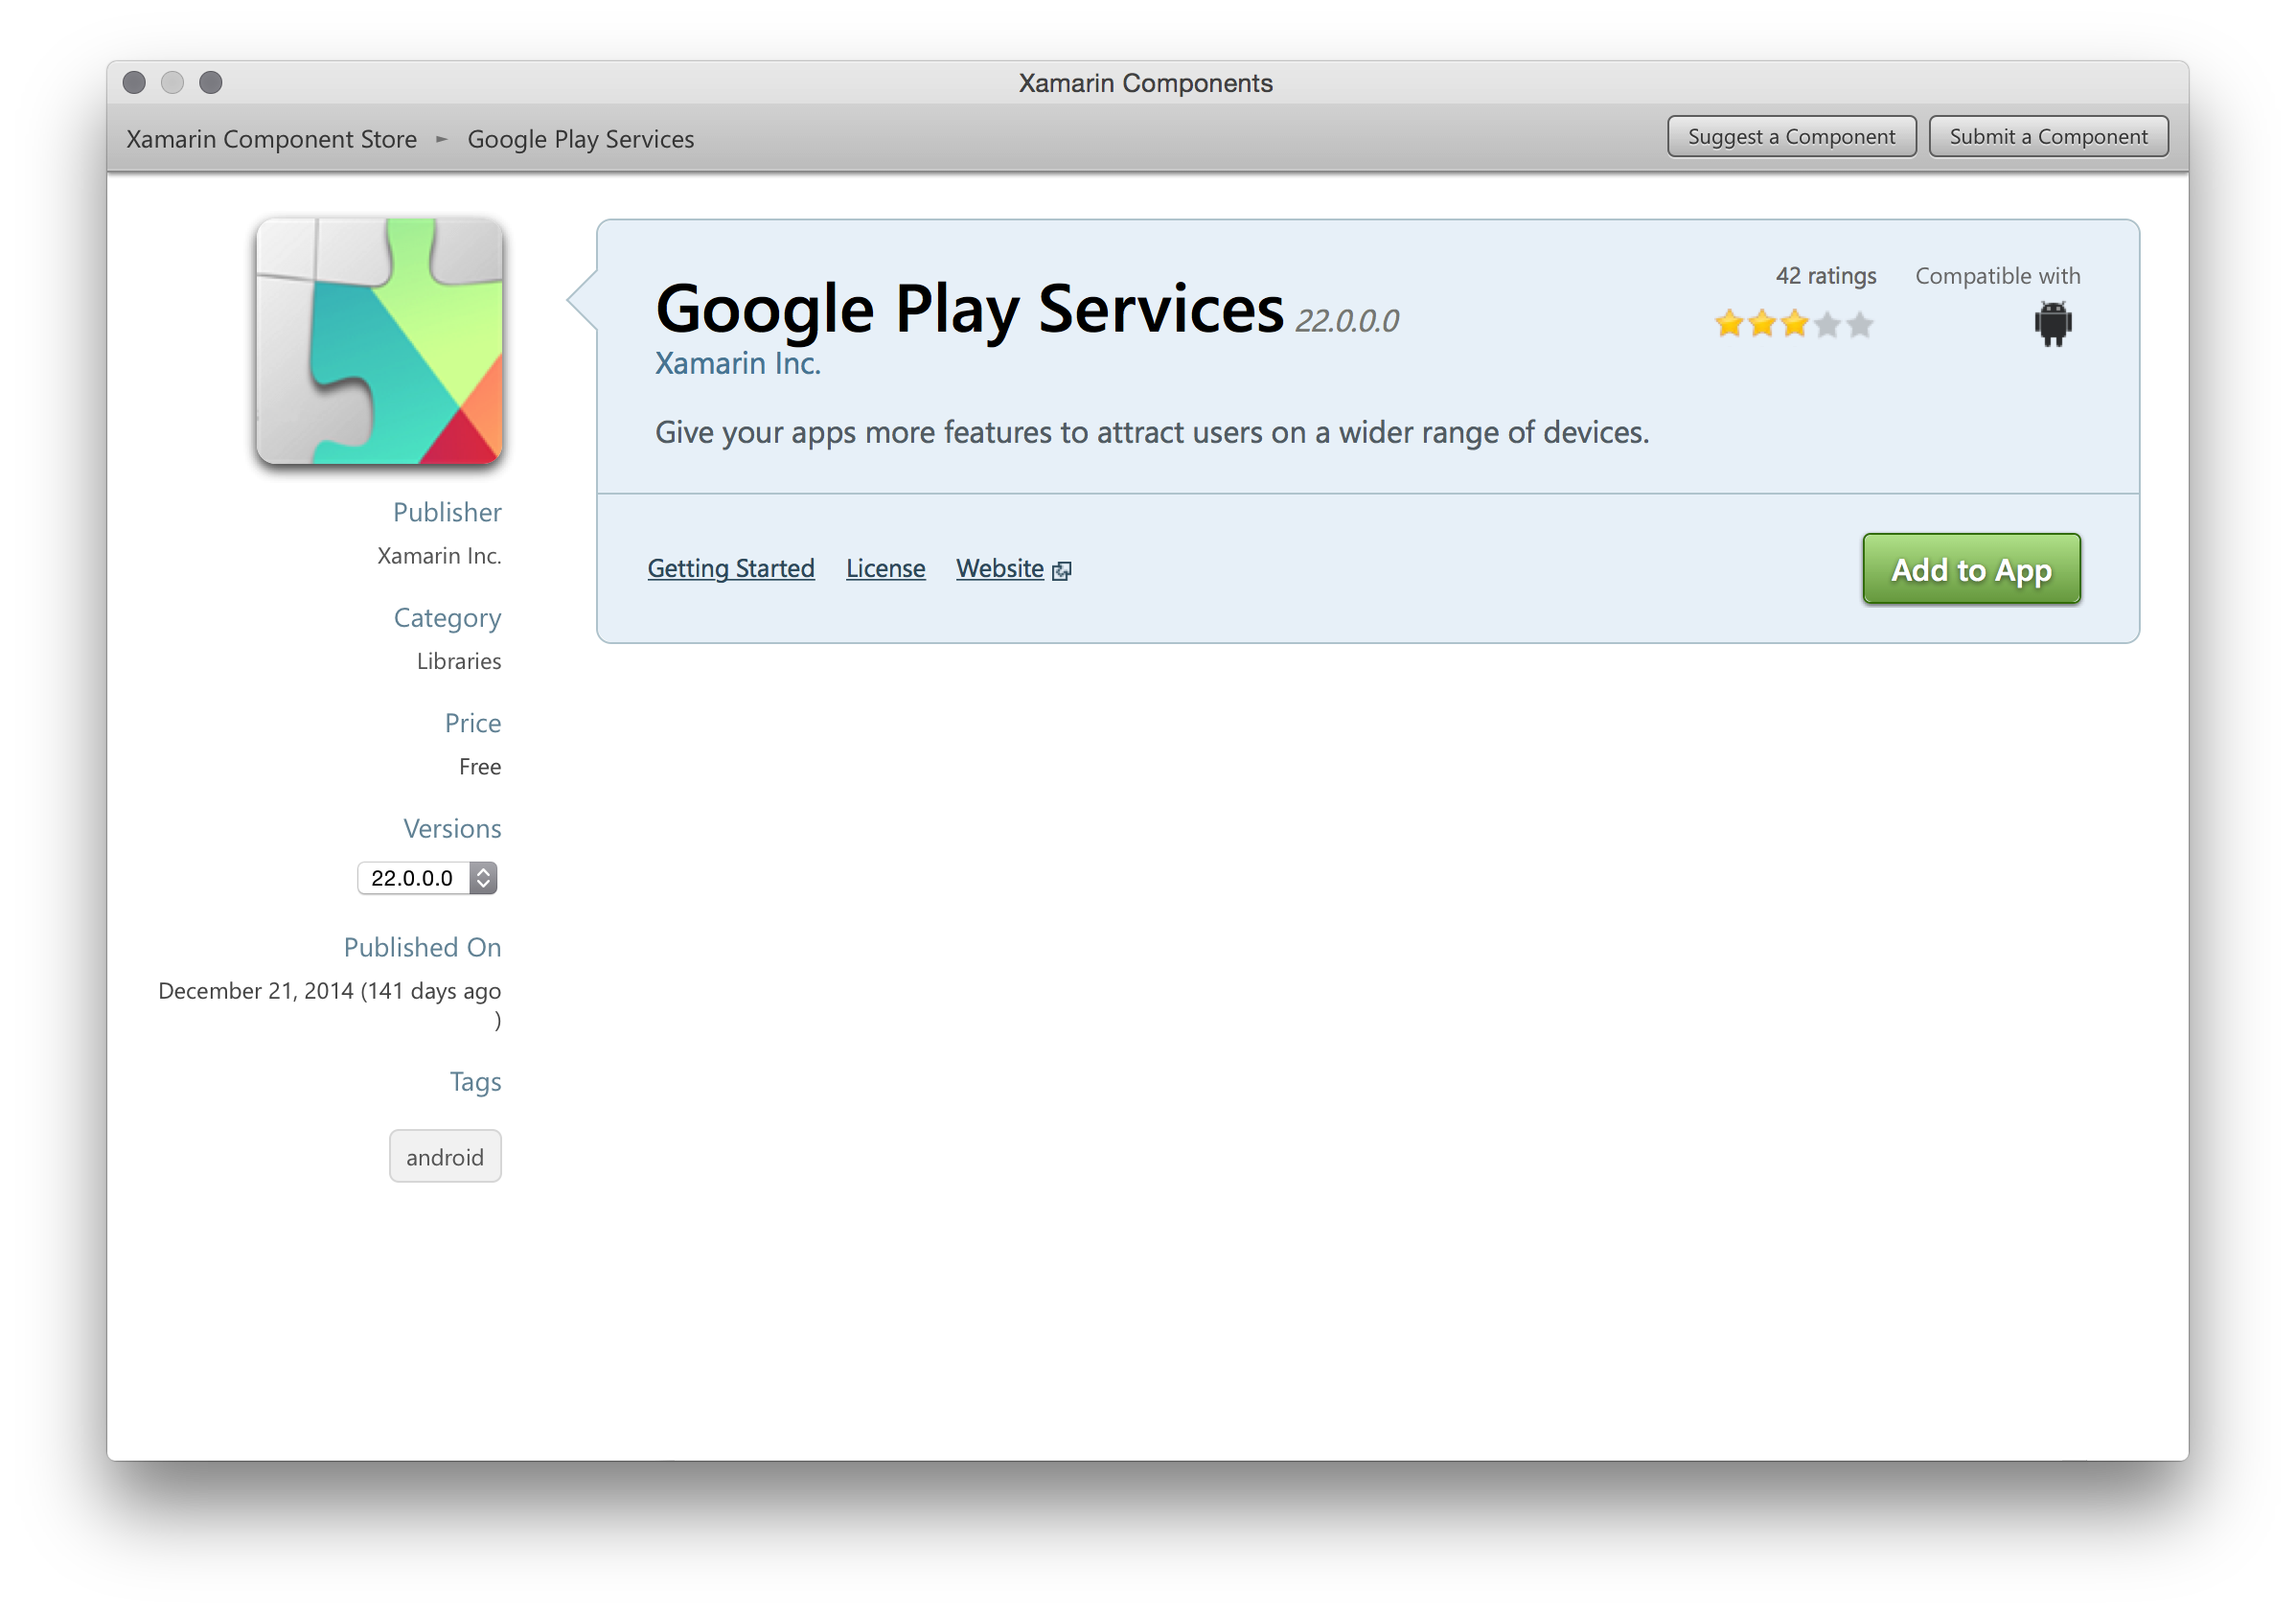 Xamarin Components
Xamarin Component Store ► Google Play Services
Suggest a Component
Submit a Component
Google Play Services 22.0.0.0
Xamarin Inc.
42 ratings
Compatible with
Give your apps more features to attract users on a wider range of devices.
Getting Started
License
Website
Add to App
Publisher
Xamarin Inc.
Category
Libraries
Price
Free
Versions
22.0.0.0
Published On
December 21, 2014 (141 days ago
)
Tags
android